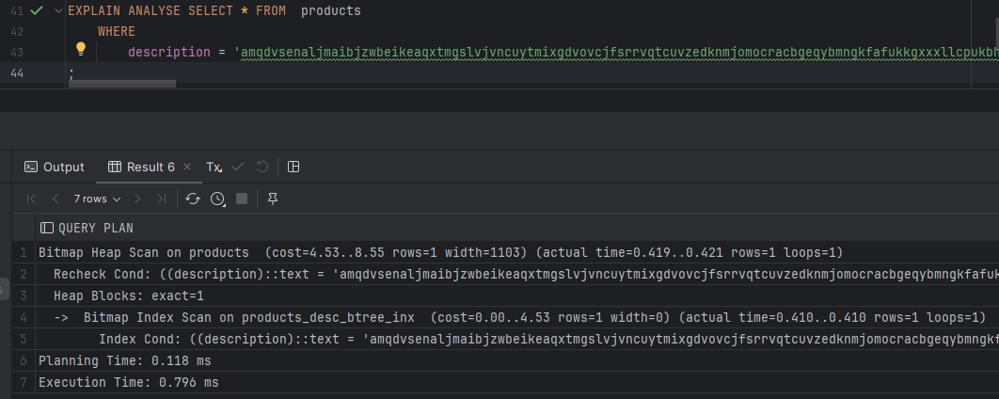 41 EXPLAIN ANALYSE SELECT * FROM products
WHERE
43 description = 'amqdvsenaljmaibjzwbeikeaqxtmgslvjvncuytmixgdvovcjfsrrvqtcuvzedknmjomocracbgeqybmngkfafukkgxxxllcpukbh
44 ;
Output Result 6 Tx
7 rows
QUERY PLAN
1 Bitmap Heap Scan on products (cost=4.53..8.55 rows=1 width=1103) (actual time=0.419..0.421 rows=1 loops=1)
2 Recheck Cond: ((description)::text = 'amqdvsenaljmaibjzwbeikeaqxtmgslvjvncuytmixgdvovcjfsrrvqtcuvzedknmjomocracbgeqybmngkfafuk
3 Heap Blocks: exact=1
4 -> Bitmap Index Scan on products_desc_btree_inx (cost=0.00..4.53 rows=1 width=0) (actual time=0.410..0.410 rows=1 loops=1)
5 Index Cond: ((description)::text = 'amqdvsenaljmaibjzwbeikeaqxtmgslvjvncuytmixgdvovcjfsrrvqtcuvzedknmjomocracbgeqybmngkf
6 Planning Time: 0.118 ms
7 Execution Time: 0.796 ms